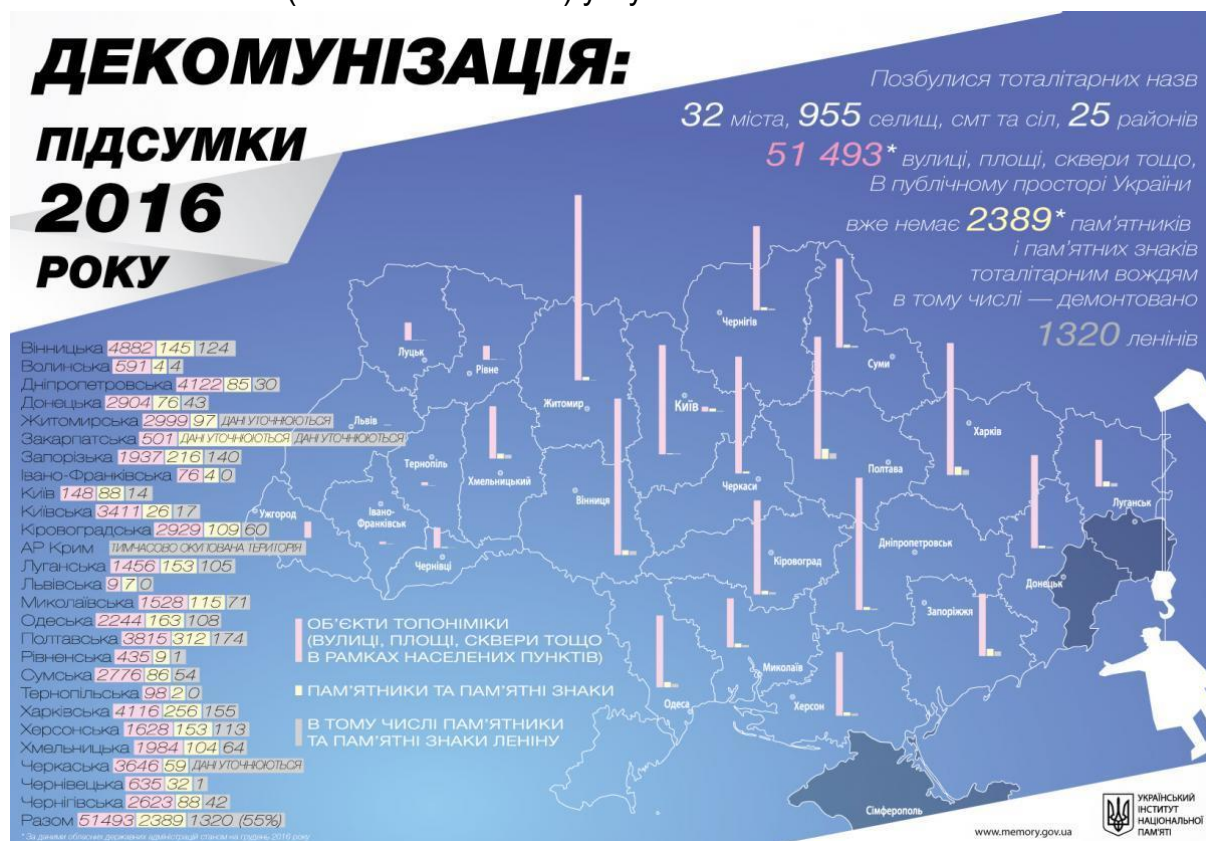 ДЕКОМУНІЗАЦІЯ:
ПІДСУМКИ
2016
РОКУ
Позбулися тоталітарних назв
32 міста, 955 селищ, смт та сіл, 25 районів
51 493* вулиці, площі, сквери тощо,
В публічному просторі України
вже немає 2389* пам'ятників
і пам'ятних знаків
тоталітарним вождям
в тому числі — демонтовано
1320 ленінів
Вінницька 4882 145 124
Волинська 591 4 4
Дніпропетровська 4122 85 30
Донецька 2904 76 43
Житомирська 2999 97 ДАНІ УТОЧНЮЮТЬСЯ
Закарпатська 501 ДАНІ УТОЧНЮЮТЬСЯ ДАНІ УТОЧНЮЮТЬСЯ
Запорізька 1937 216 140
Івано-Франківська 76 4 0
Київ 148 88 14
Київська 3411 26 17
Кіровоградська 2929 109 60
АР Крим ТИМЧАСОВО ОКУПОВАНА ТЕРИТОРІЯ
Луганська 1456 153 105
Львівська 9 7 0
Миколаївська 1528 115 71
Одеська 2244 163 108
Полтавська 3815 312 174
Рівненська 435 9 1
Сумська 2776 86 54
Тернопільська 98 2 0
Харківська 4116 256 155
Херсонська 1628 153 113
Хмельницька 1984 104 64
Черкаська 3646 59 ДАНІ УТОЧНЮЮТЬСЯ
Чернівецька 635 32 1
Чернігівська 2623 88 42
Разом 51493 2389 1320 (55%)
* За даними обласних державних адміністрацій станом на грудень 2016 року
Луцьк
Рівне
Житомир
Київ
Чернігів
Суми
Львів
Тернопіль
Хмельницький
Вінниця
Черкаси
Полтава
Харків
Луганськ
Ужгород
Івано-
Франківськ
Чернівці
Кіровоград
Дніпропетровськ
Донецьк
Запоріжжя
Миколаїв
Одеса
Херсон
Сімферополь
ОБ'ЄКТИ ТОПОНІМІКИ
(ВУЛИЦІ, ПЛОЩІ, СКВЕРИ ТОЩО
В РАМКАХ НАСЕЛЕНИХ ПУНКТІВ)
ПАМ'ЯТНИКИ ТА ПАМ'ЯТНІ ЗНАКИ
В ТОМУ ЧИСЛІ ПАМ'ЯТНИКИ
ТА ПАМ'ЯТНІ ЗНАКИ ЛЕНІНУ
www.memory.gov.ua
УКРАЇНСЬКИЙ
ІНСТИТУТ
НАЦІОНАЛЬНОЇ
ПАМ'ЯТІ